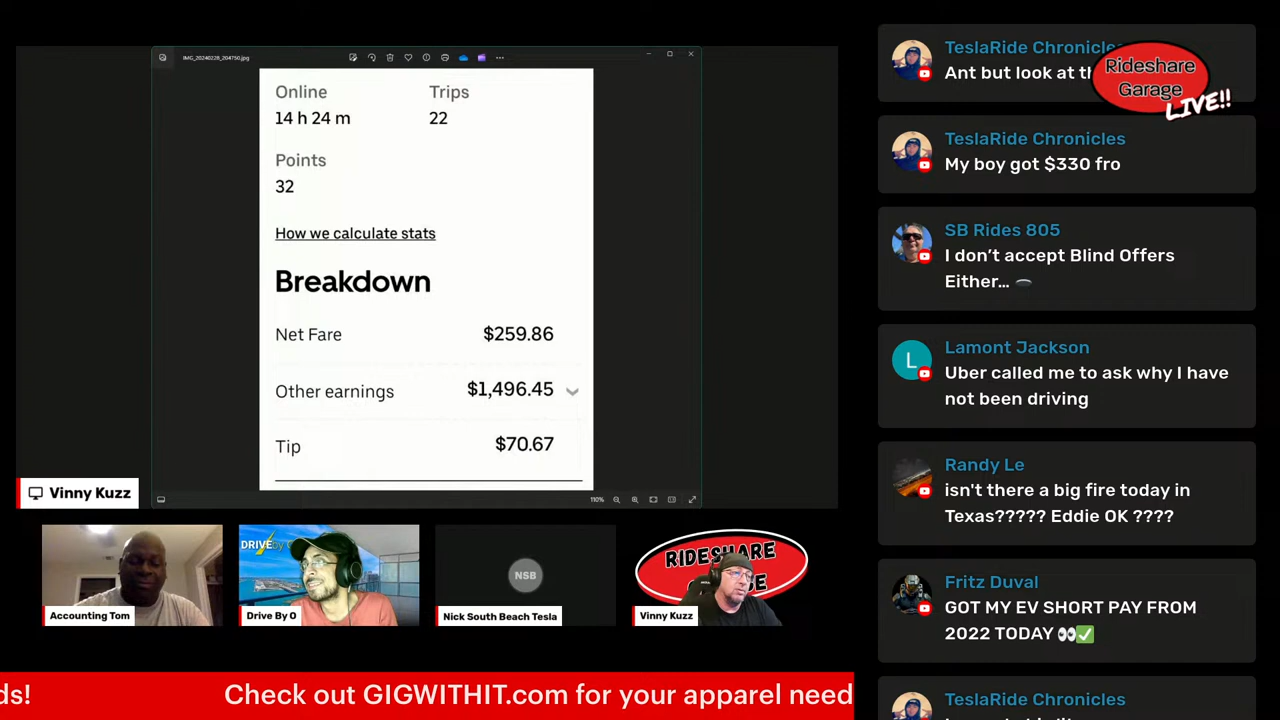 IMG_20240228_204750.jpg
Online
Trips
14 h 24 m
22
Points
32
How we calculate stats
Breakdown
Net Fare
$259.86
Other earnings
$1,496.45
Tip
$70.67
110%
Vinny Kuzz
DRIVEby
NSB
RIDESHARE
Accounting Tom
Drive By O
Nick South Beach Tesla
Vinny Kuzz
ds!
Check out GIGWITHIT.com for your apparel need
Rideshare
Garage
LIVE!!
TeslaRide Chronicles
Ant but look at th
TeslaRide Chronicles
My boy got $330 fro
SB Rides 805
I don’t accept Blind Offers
Either...
L
Lamont Jackson
Uber called me to ask why I have
not been driving
Randy Le
isn't there a big fire today in
Texas????? Eddie OK ????
Fritz Duval
GOT MY EV SHORT PAY FROM
2022 TODAY 👀✅
TeslaRide Chronicles